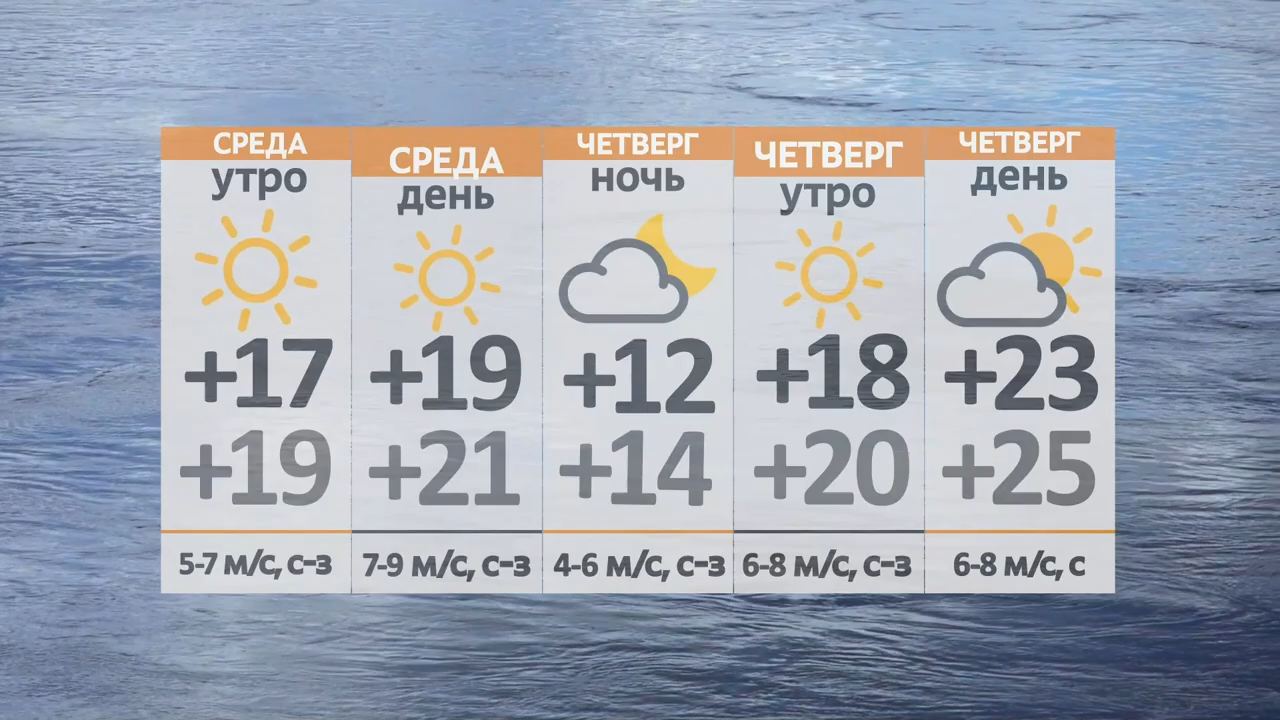 СРЕДА
утро
+17
+19
5-7 м/с, с-з
СРЕДА
день
+19
+21
7-9 м/с, с-з
ЧЕТВЕРГ
ночь
+12
+14
4-6 м/с, с-з
ЧЕТВЕРГ
утро
+18
+20
6-8 м/с, с-з
ЧЕТВЕРГ
день
+23
+25
6-8 м/с, с